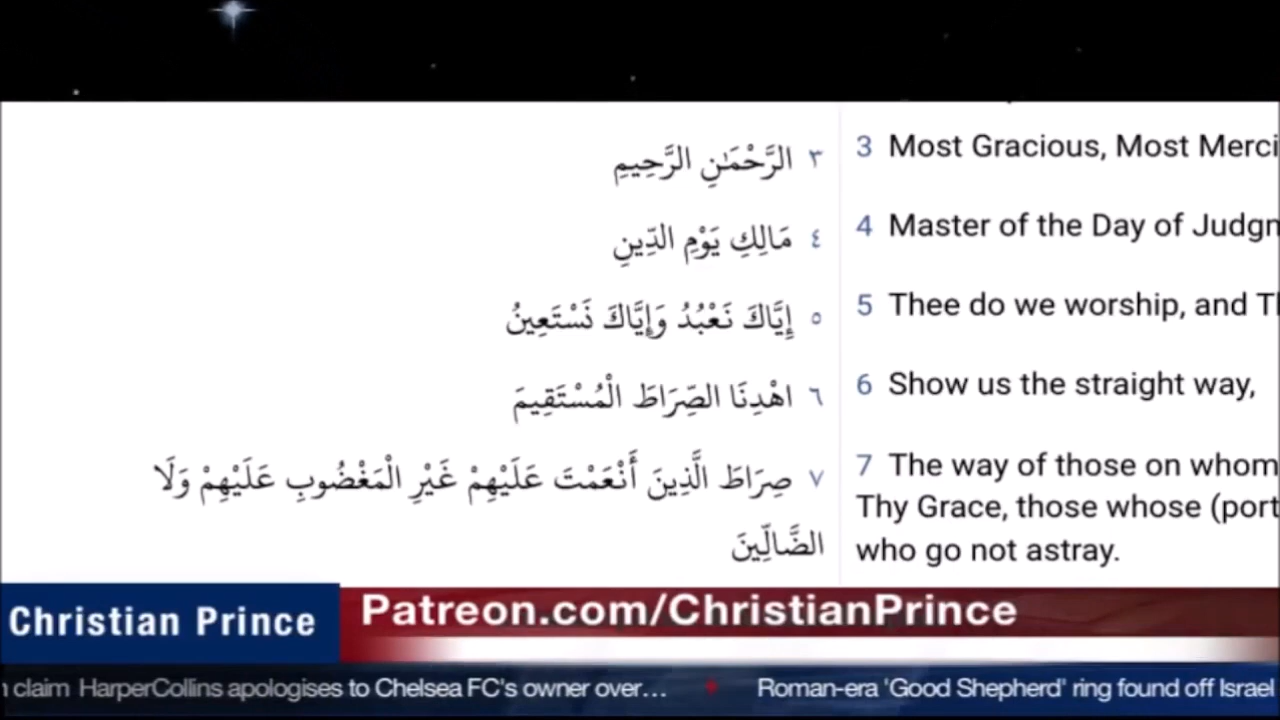 ٣ الرَّحْمَٰنِ الرَّحِيمِ
3 Most Gracious, Most Merci
٤ مَالِكِ يَوْمِ الدِّينِ
4 Master of the Day of Judgn
٥ إِيَّاكَ نَعْبُدُ وَإِيَّاكَ نَسْتَعِينُ
5 Thee do we worship, and Tl
٦ اهْدِنَا الصِّرَاطَ الْمُسْتَقِيمَ
6 Show us the straight way,
٧ صِرَاطَ الَّذِينَ أَنْعَمْتَ عَلَيْهِمْ غَيْرِ الْمَغْضُوبِ عَلَيْهِمْ وَلَا
الضَّالِّينَ
7 The way of those on whom
Thy Grace, those whose (port
who go not astray.
Christian Prince
Patreon.com/ChristianPrince
claim HarperCollins apologises to Chelsea FC's owner over… Roman-era 'Good Shepherd' ring found off Israel